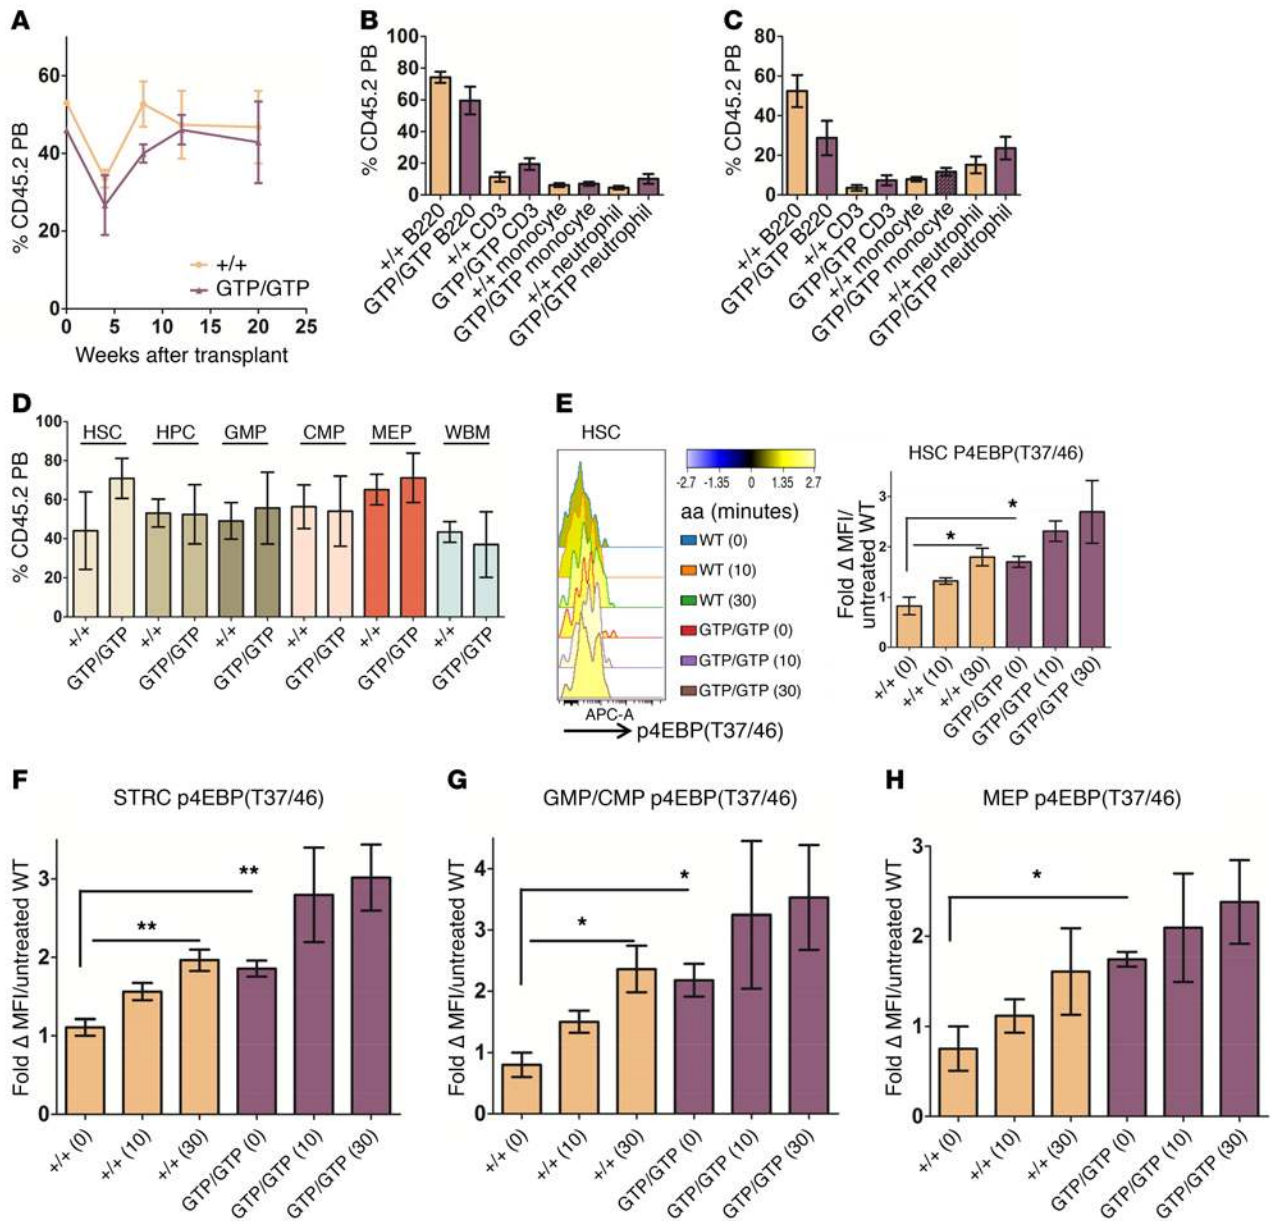 A
% CD45.2 PB
60
40
20
0
0 5 10 15 20 25
Weeks after transplant
+/+
GTP/GTP
B
% CD45.2 PB
100
80
60
40
20
0
+/+ B220
GTP/GTP B220
+/+ CD3
GTP/GTP CD3
+/+ monocyte
GTP/GTP monocyte
+/+ neutrophil
GTP/GTP neutrophil
C
% CD45.2 PB
80
60
40
20
0
+/+ B220
GTP/GTP B220
+/+ CD3
GTP/GTP CD3
+/+ monocyte
GTP/GTP monocyte
+/+ neutrophil
GTP/GTP neutrophil
D
% CD45.2 PB
100
80
60
40
20
0
HSC HPC GMP CMP MEP WBM
+/+
GTP/GTP
+/+
GTP/GTP
+/+
GTP/GTP
+/+
GTP/GTP
+/+
GTP/GTP
+/+
GTP/GTP
E
HSC
-2.7 -1.35 0 1.35 2.7
aa (minutes)
WT (0)
WT (10)
WT (30)
GTP/GTP (0)
GTP/GTP (10)
GTP/GTP (30)
APC-A
p4EBP(T37/46)
HSC P4EBP(T37/46)
Fold Δ MFI/
untreated WT
3
2
1
0
*
*
+/+ (0)
+/+ (10)
+/+ (30)
GTP/GTP (0)
GTP/GTP (10)
GTP/GTP (30)
F
STRC p4EBP(T37/46)
Fold Δ MFI/untreated WT
3
2
1
0
**
**
+/+ (0)
+/+ (10)
+/+ (30)
GTP/GTP (0)
GTP/GTP (10)
GTP/GTP (30)
G
GMP/CMP p4EBP(T37/46)
Fold Δ MFI/untreated WT
4
3
2
1
0
*
*
+/+ (0)
+/+ (10)
+/+ (30)
GTP/GTP (0)
GTP/GTP (10)
GTP/GTP (30)
H
MEP p4EBP(T37/46)
Fold Δ MFI/untreated WT
3
2
1
0
*
+/+ (0)
+/+ (10)
+/+ (30)
GTP/GTP (0)
GTP/GTP (10)
GTP/GTP (30)